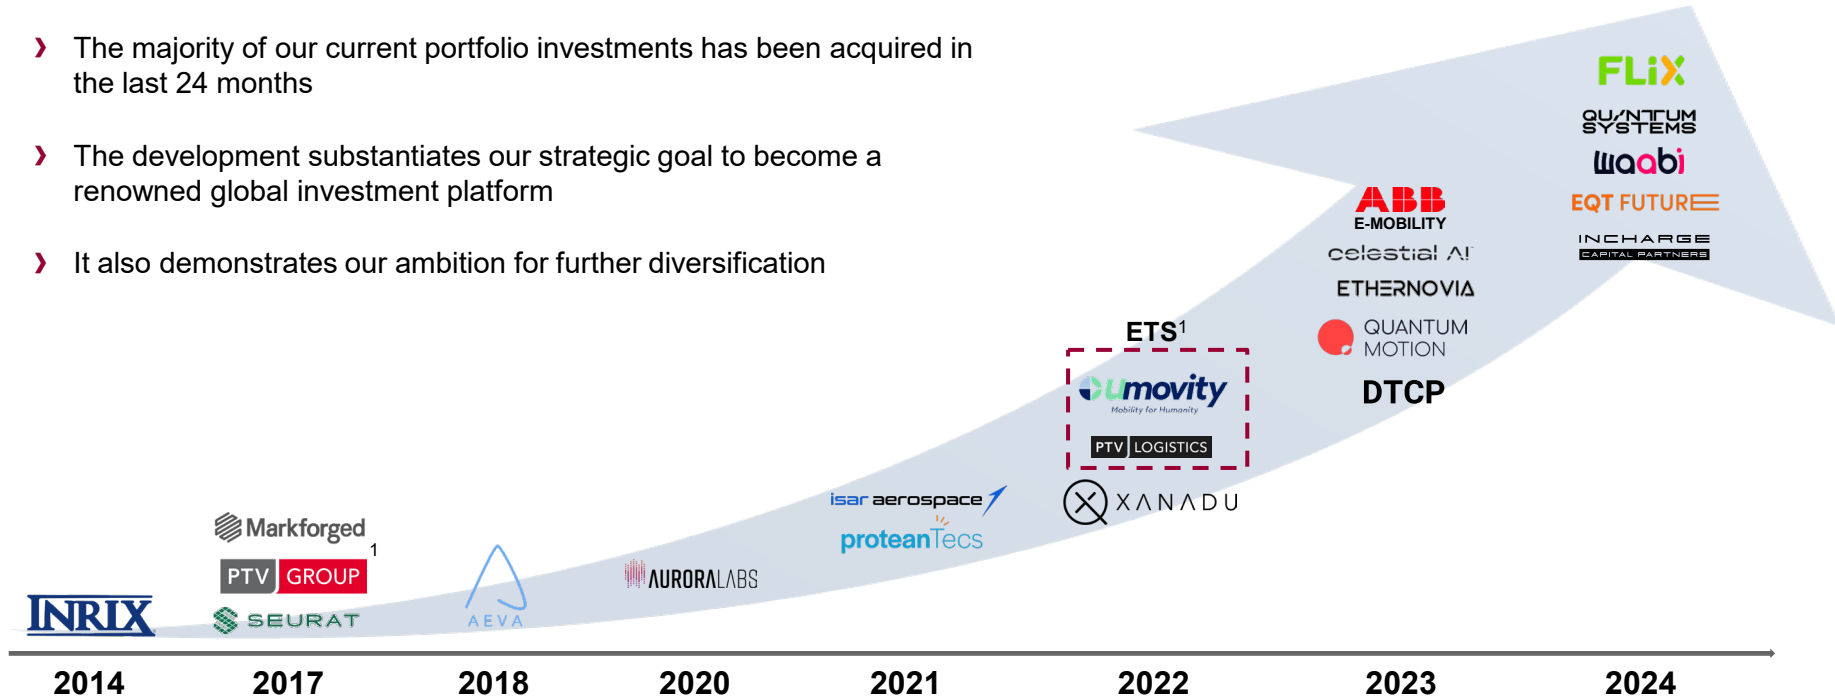 The majority of our current portfolio investments has been acquired in
the last 24 months
The development substantiates our strategic goal to become a
renowned global investment platform
It also demonstrates our ambition for further diversification
INRIX
Markforged
PTV GROUP 1
SEURAT
AEVA
AURORALABS
isar aerospace
proteanTecs
ETS1
umovity
Mobility for Humanity
PTV LOGISTICS
XANADU
ABB
E-MOBILITY
celestial AI
ETHERNOVIA
QUANTUM
MOTION
DTCP
FLiX
QUANTUM
SYSTEMS
waabi
EQT FUTURE
INCHARGE
CAPITAL PARTNERS
2014 2017 2018 2020 2021 2022 2023 2024